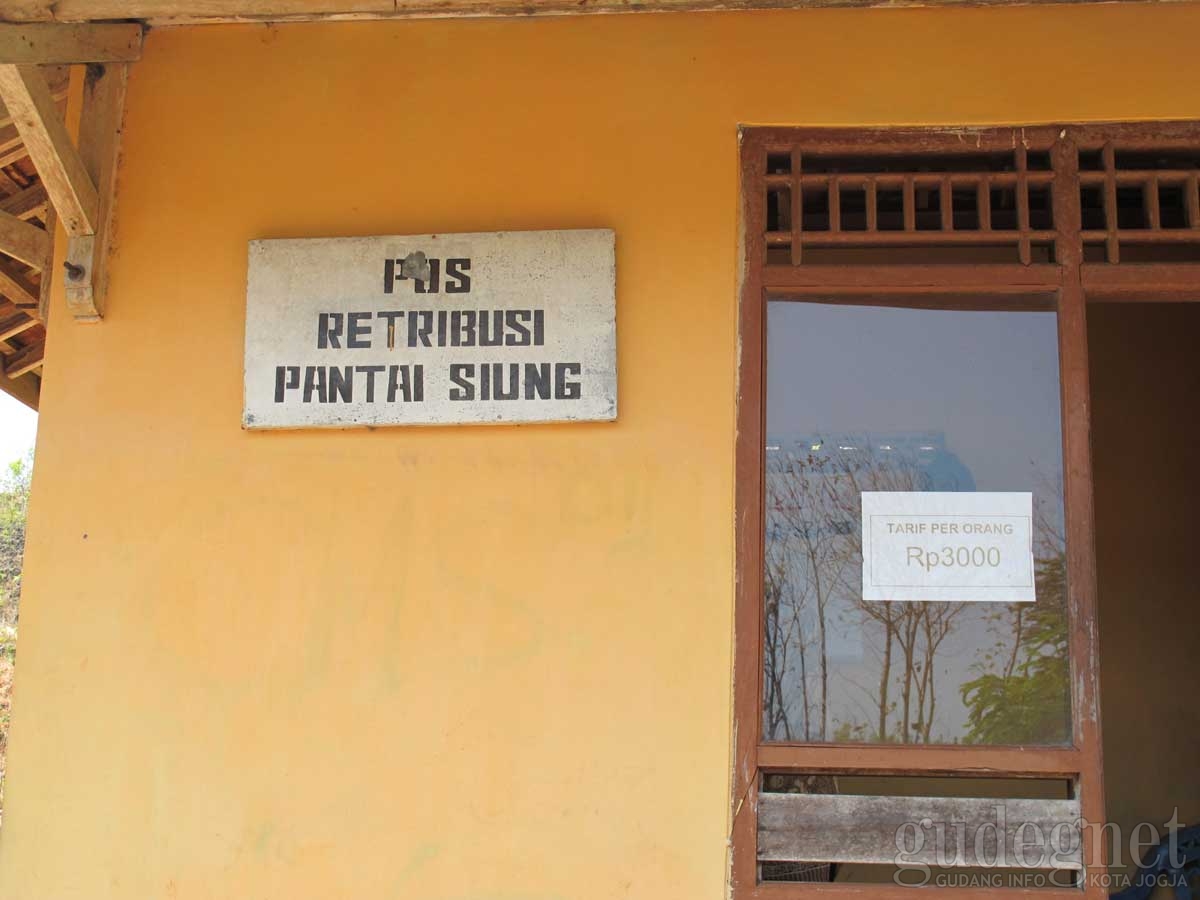 POS
RETRIBUSI
PANTAI SIUNG
TARIF PER ORANG
Rp3000
gudegnet
GUDANG INFO KOTA JOGJA